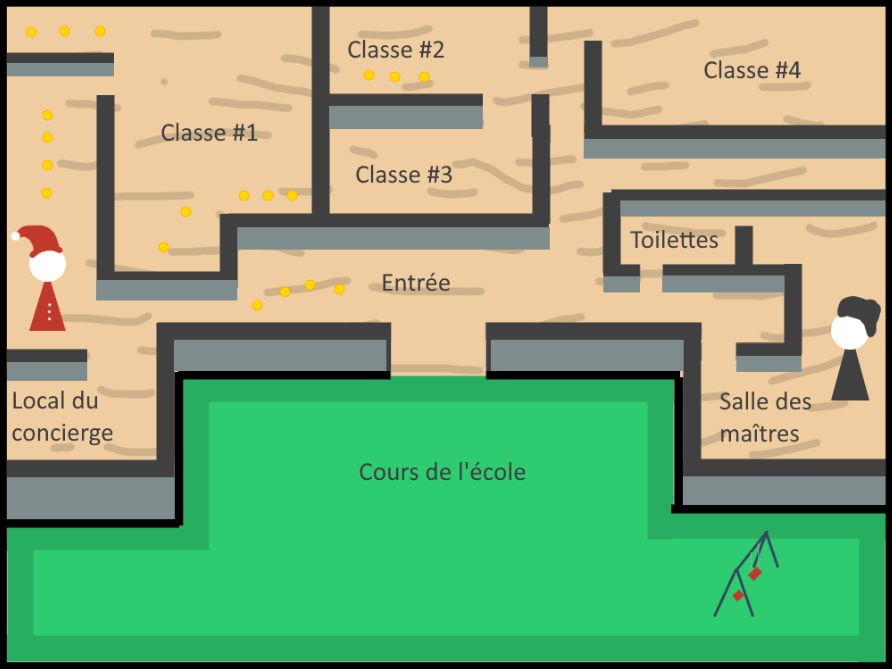 Classe #2
Classe #4
Classe #1
Classe #3
Toilettes
Entrée
Local du
concierge
Salle des
maîtres
Cours de l'école